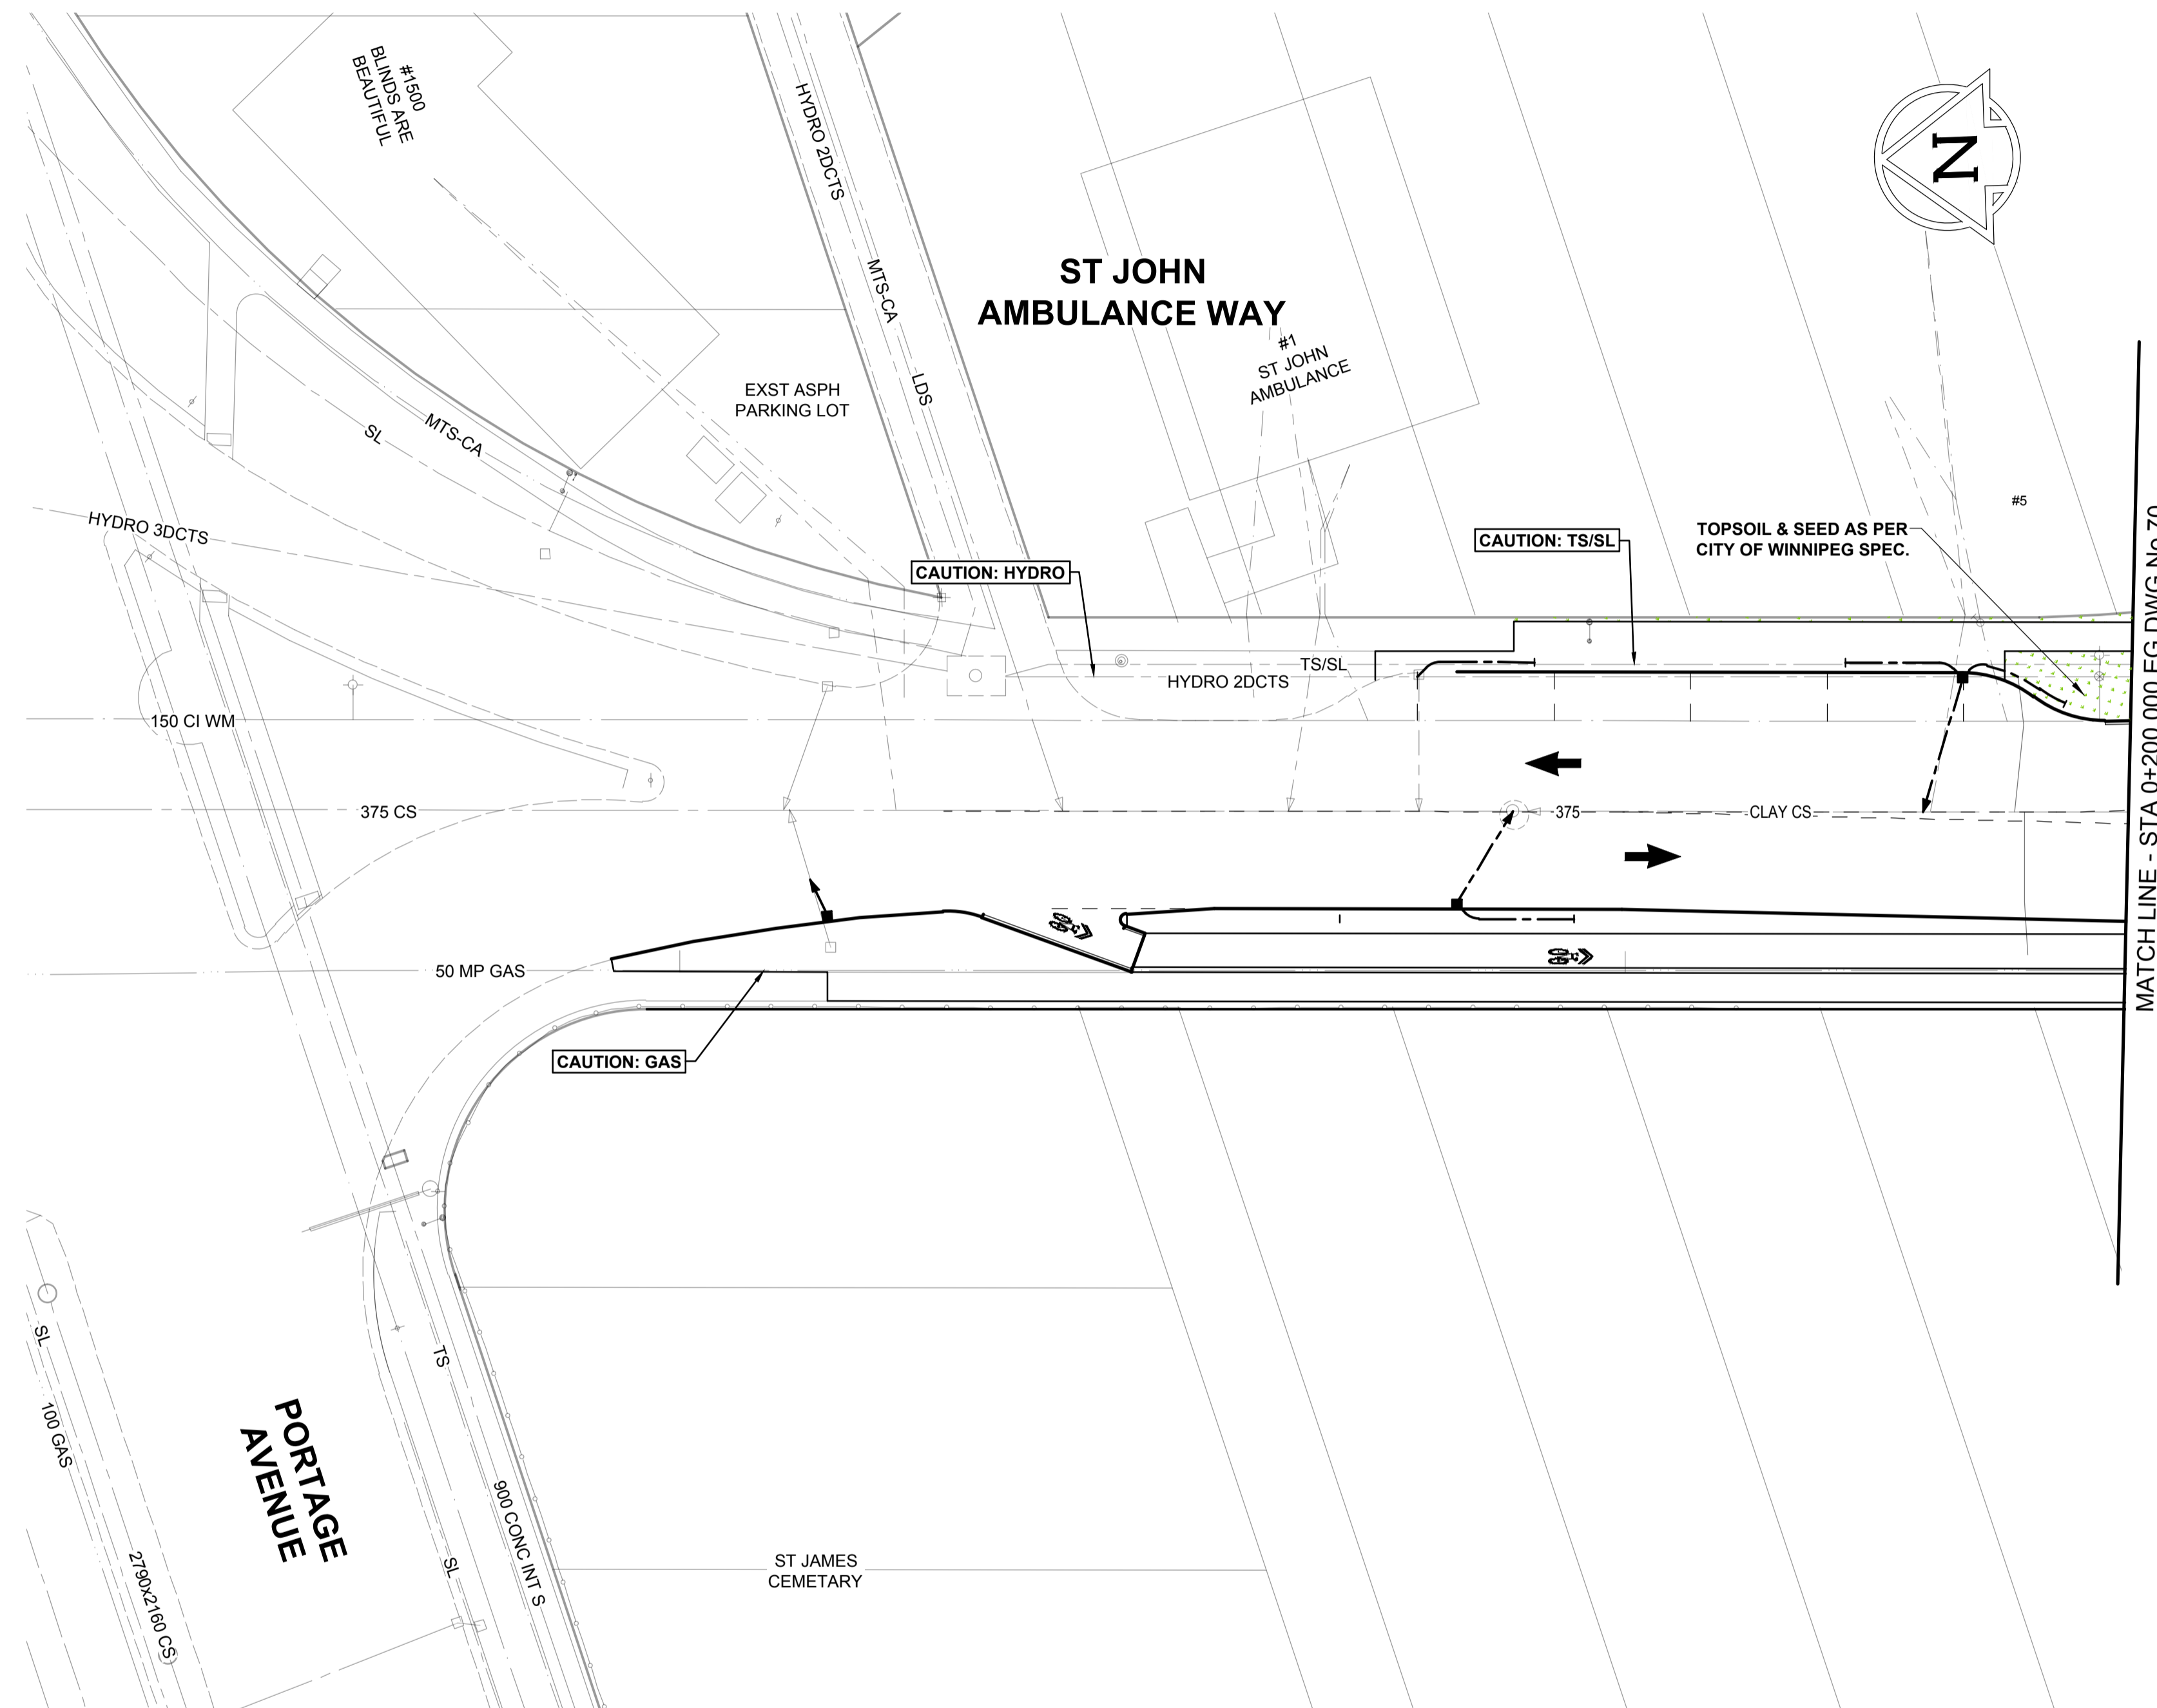 #1500
BLINDS ARE
BEAUTIFUL
HYDRO 2DCTS
MTS-CA
LDS
N
ST JOHN
AMBULANCE WAY
#1
ST JOHN
AMBULANCE
EXST ASPH
PARKING LOT
SL
MTS-CA
HYDRO 3DCTS
#5
CAUTION: TS/SL
TOPSOIL & SEED AS PER
CITY OF WINNIPEG SPEC.
CAUTION: HYDRO
TS/SL
HYDRO 2DCTS
150 CI WM
375 CS
375
CLAY CS
50 MP GAS
CAUTION: GAS
MATCH LINE - STA 0+200.000 EG DWG No 70
SL
100 GAS
2790x2160 CS
PORTAGE
AVENUE
TS
SL
900 CONC INT S
ST JAMES
CEMETARY